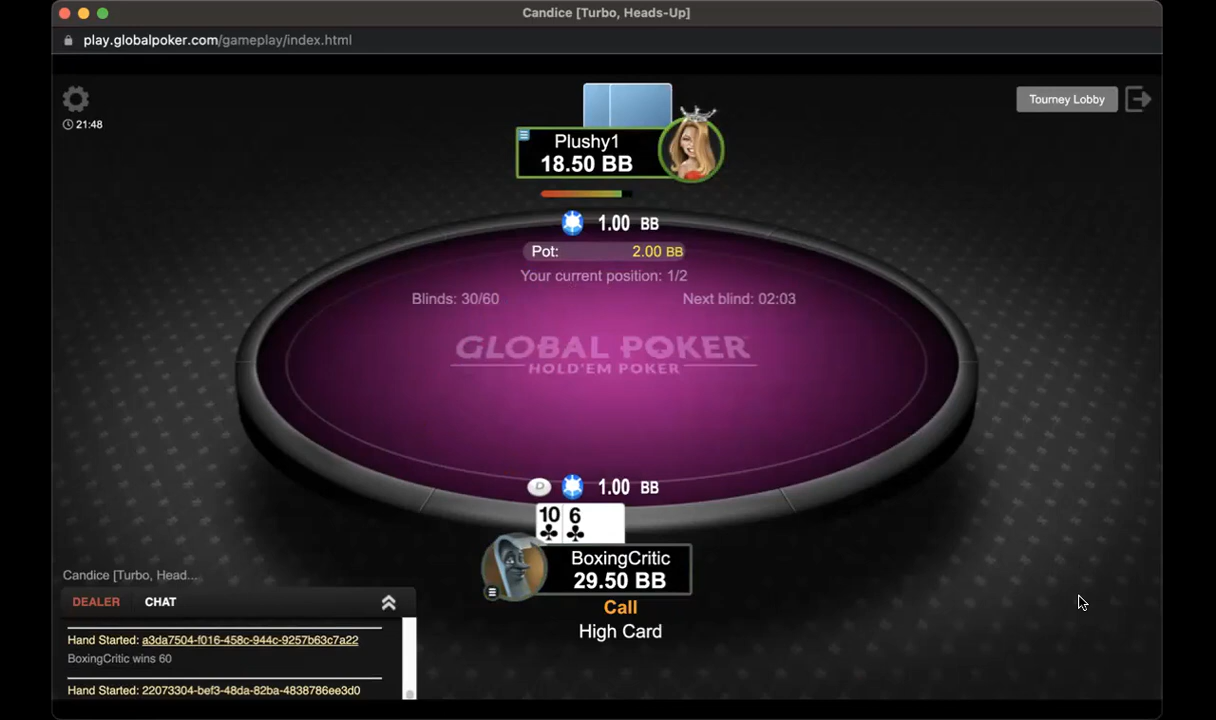 Candice [Turbo, Heads-Up]
play.globalpoker.com/gameplay/index.html
21:48
Tourney Lobby
Plushy1
18.50 BB
1.00 BB
Pot: 2.00 BB
Your current position: 1/2
Blinds: 30/60 Next blind: 02:03
GLOBAL POKER
HOLD'EM POKER
D 1.00 BB
10 6
BoxingCritic
29.50 BB
Call
High Card
Candice [Turbo, Head...
DEALER CHAT
Hand Started: a3da7504-f016-458c-944c-9257b63c7a22
BoxingCritic wins 60
Hand Started: 22073304-bef3-48da-82ba-4838786ee3d0